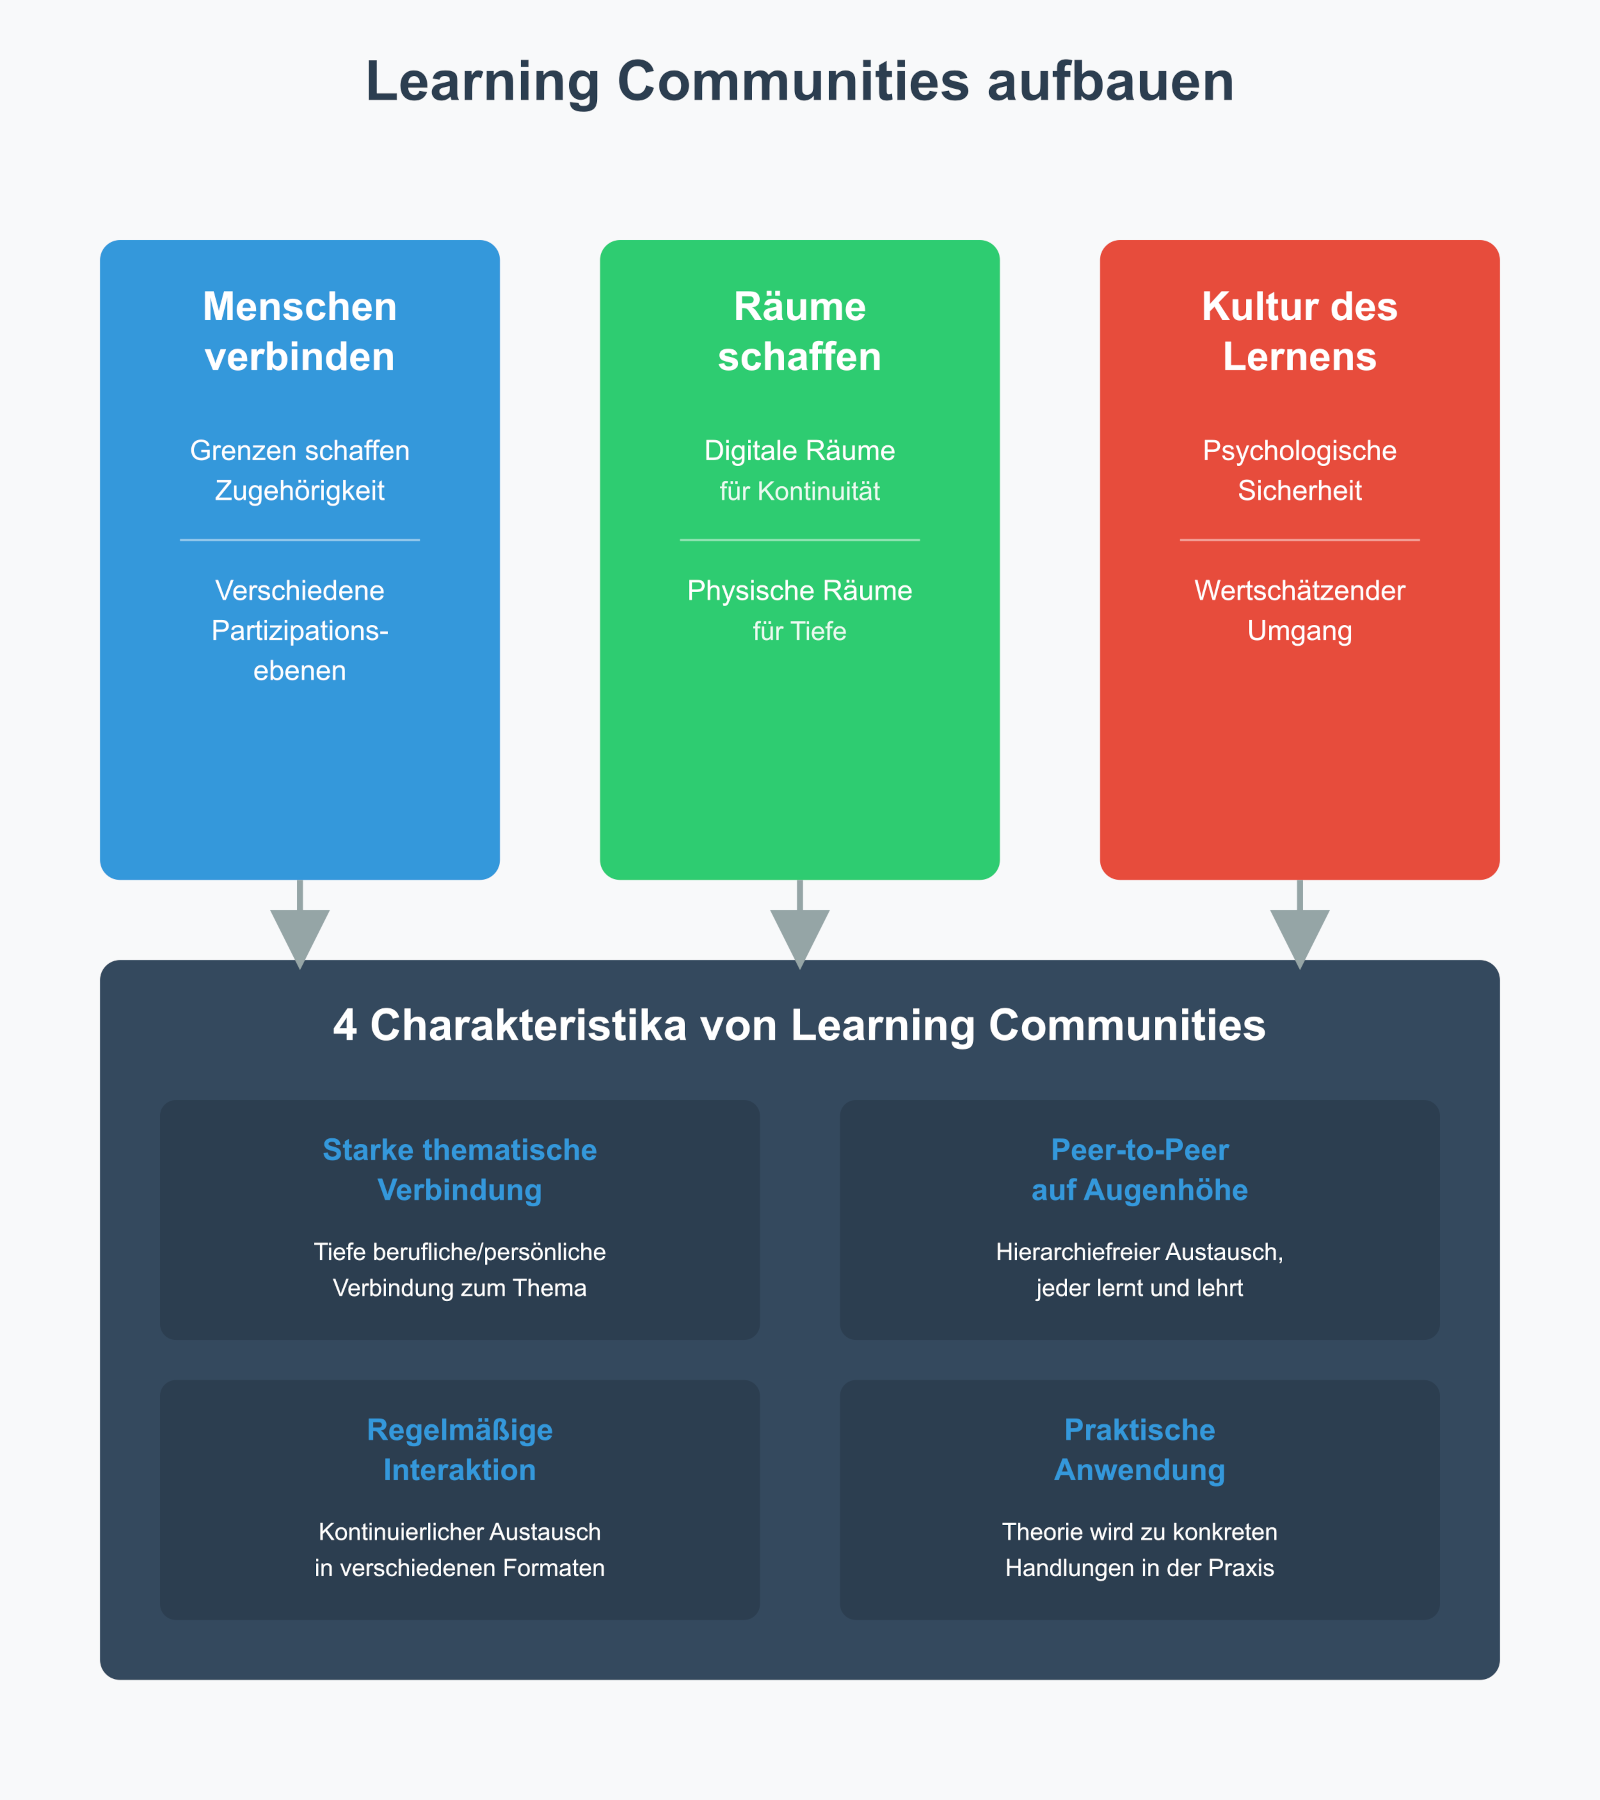 Learning Communities aufbauen
Menschen
verbinden
Grenzen schaffen
Zugehörigkeit
Verschiedene
Partizipations-
ebenen
Räume
schaffen
Digitale Räume
für Kontinuität
Physische Räume
für Tiefe
Kultur des
Lernens
Psychologische
Sicherheit
Wertschätzender
Umgang
4 Charakteristika von Learning Communities
Starke thematische
Verbindung
Tiefe berufliche/persönliche
Verbindung zum Thema
Peer-to-Peer
auf Augenhöhe
Hierarchiefreier Austausch,
jeder lernt und lehrt
Regelmäßige
Interaktion
Kontinuierlicher Austausch
in verschiedenen Formaten
Praktische
Anwendung
Theorie wird zu konkreten
Handlungen in der Praxis